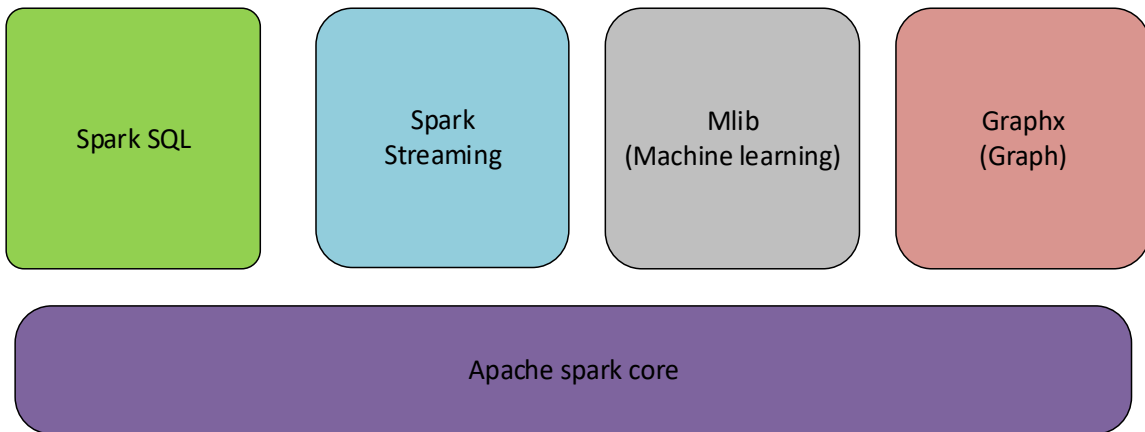 Spark SQL
Spark
Streaming
Mlib
(Machine learning)
Graphx
(Graph)
Apache spark core